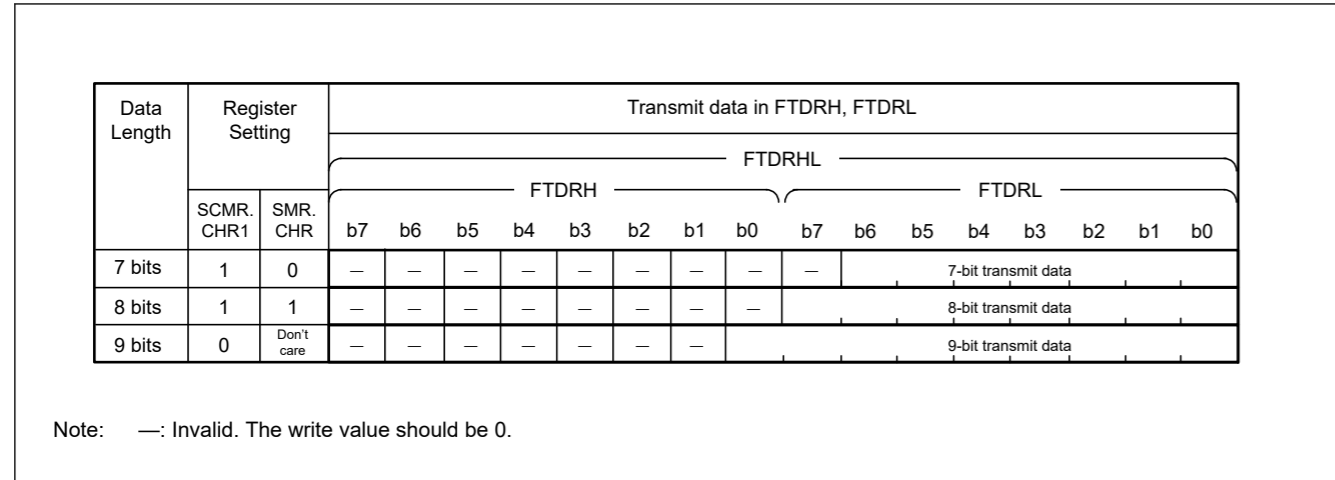 Data Length Register Setting Transmit data in FTDRH, FTDRL
FTDRHL
FTDRH FTDRL
SCMR. CHR1 SMR. CHR b7 b6 b5 b4 b3 b2 b1 b0 b7 b6 b5 b4 b3 b2 b1 b0
7 bits 1 0 — — — — — — — — — 7-bit transmit data
8 bits 1 1 — — — — — — — — 8-bit transmit data
9 bits 0 Don't care — — — — — — — 9-bit transmit data
Note: —: Invalid. The write value should be 0.